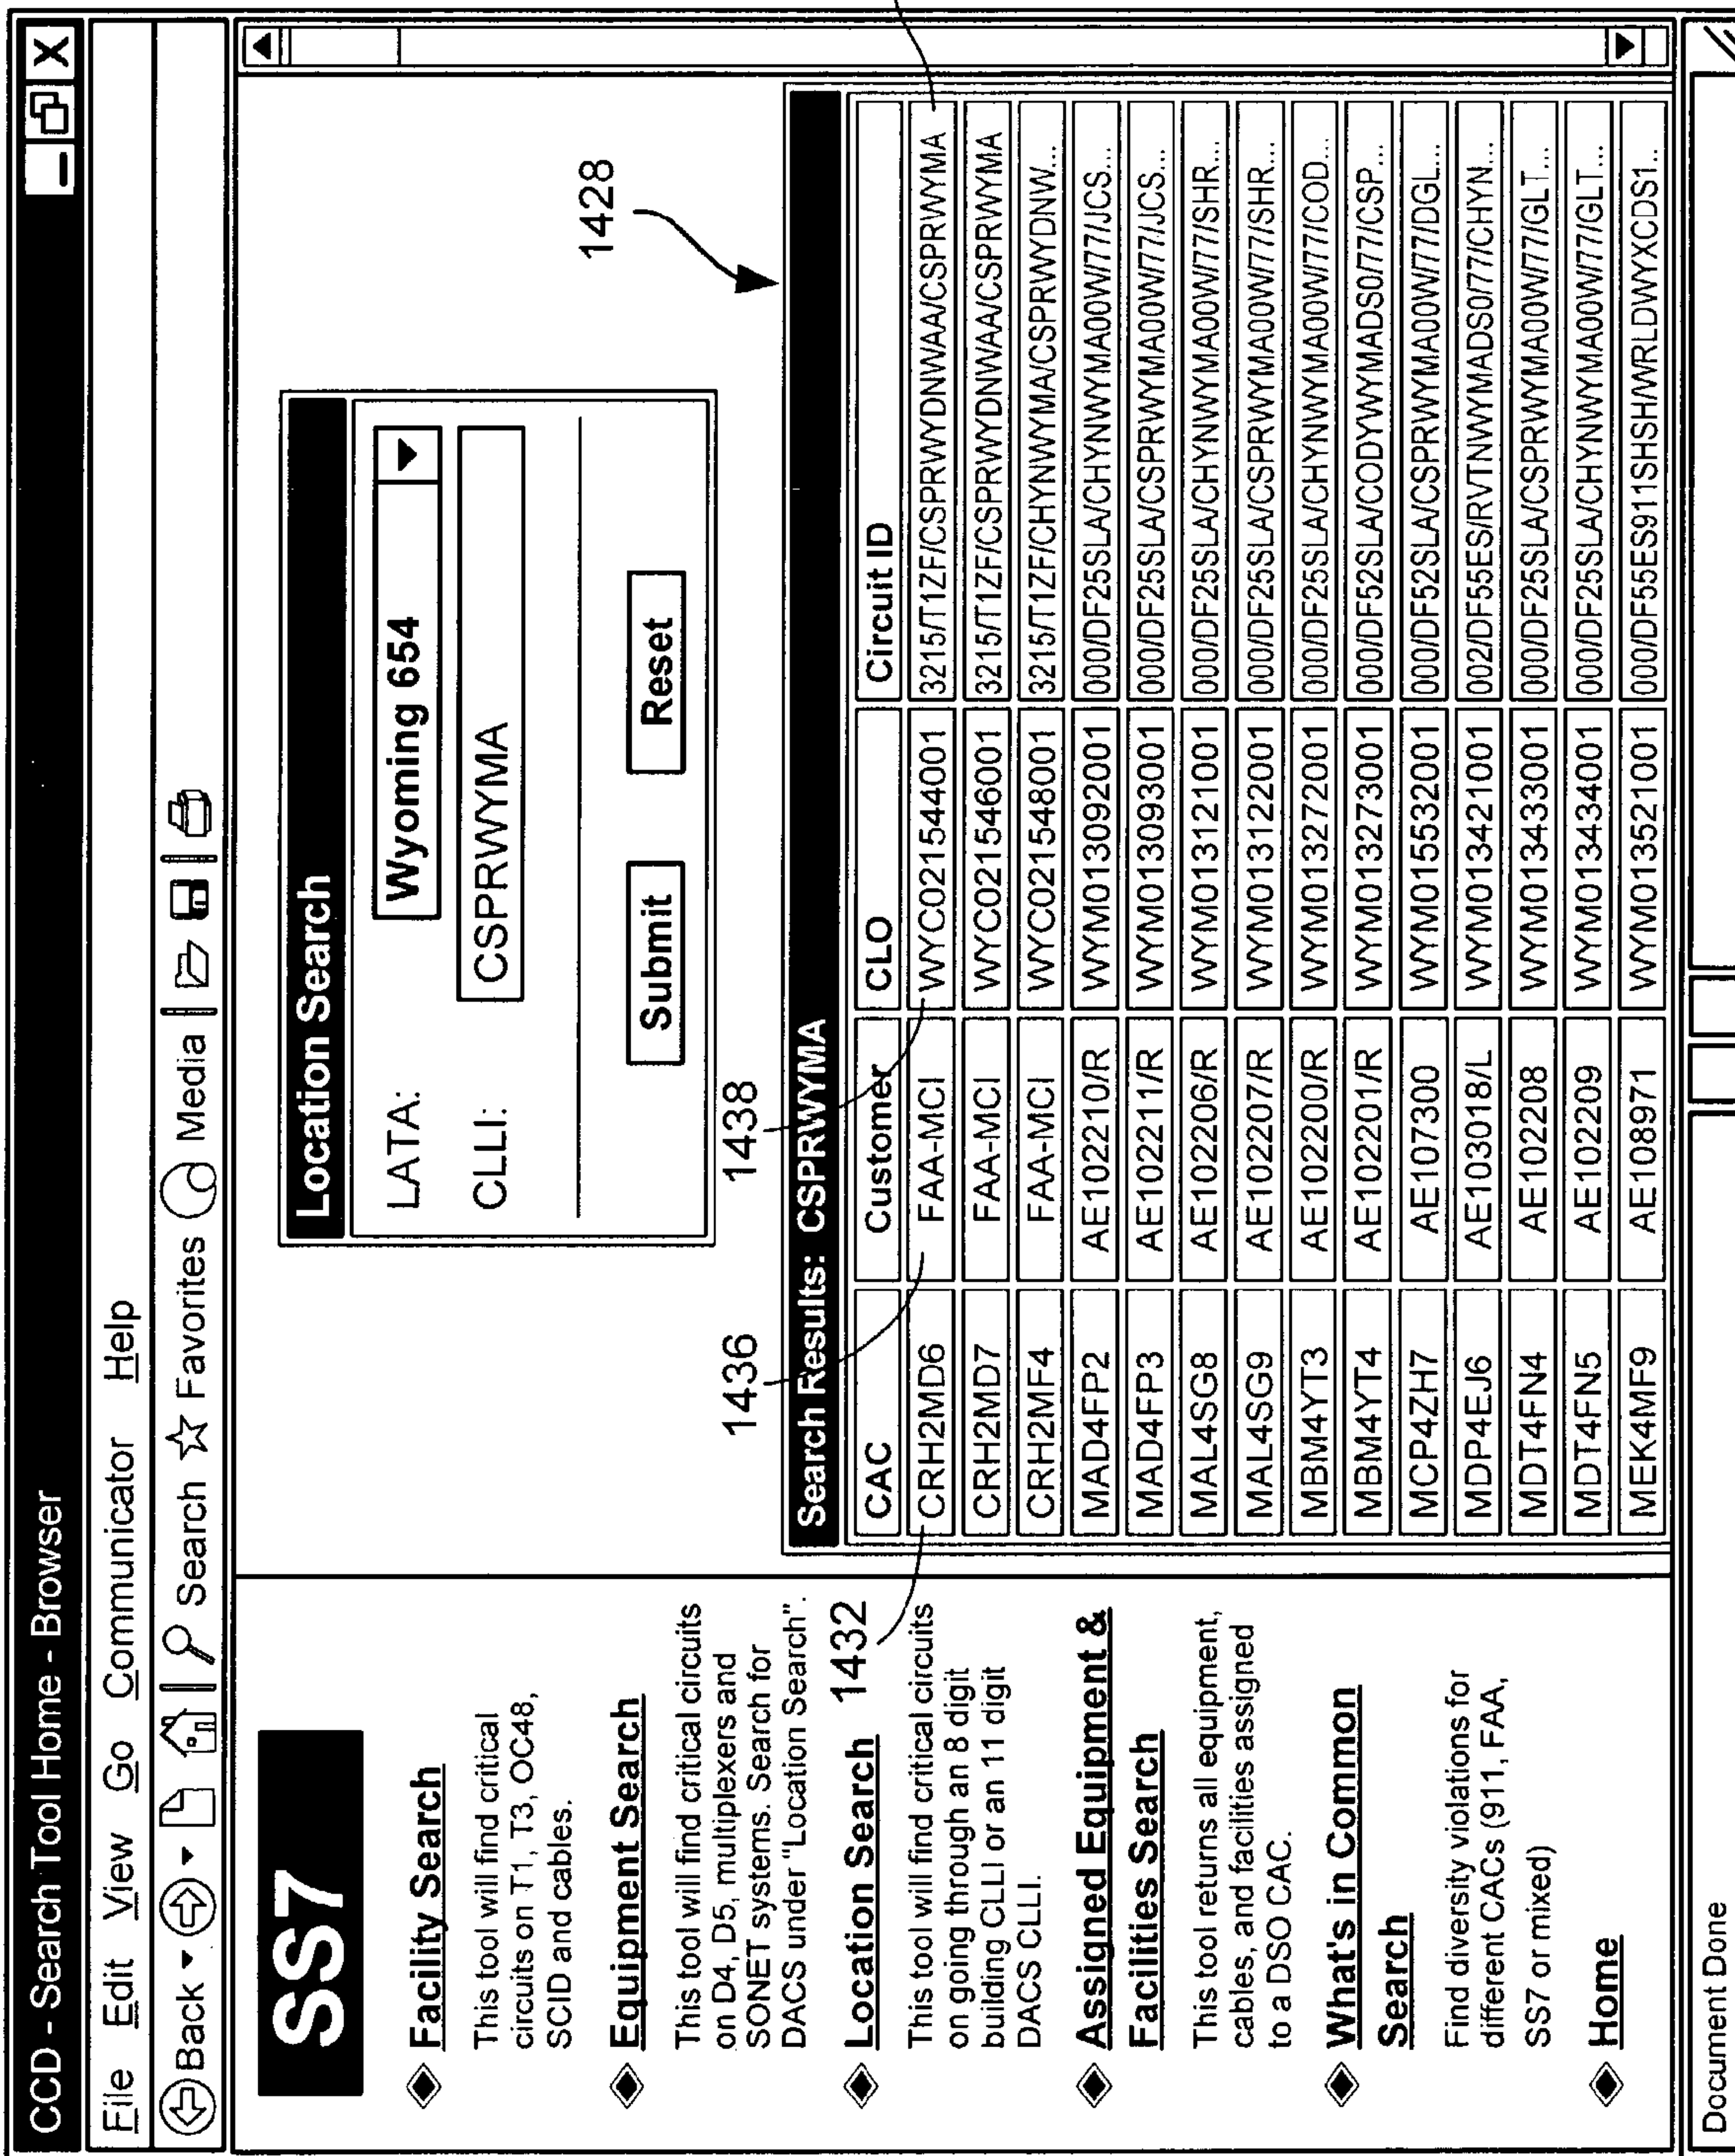 CCD - Search Tool Home - Browser
File Edit View Go Communicator Help
Back Search Favorites Media
SS7
Facility Search
This tool will find critical
circuits on T1, T3, OC48,
SCID and cables.
Equipment Search
This will find critical circuits
on D4, D5, multiplexers and
SONET systems. Search for
DACS under "Location Search".
Location Search 1432
This tool will find critical circuits
on going through an 8 digit
building CLLI or an 11 digit
DACS CLLI.
Assigned Equipment &
Facilities Search
This tool returns all equipment,
cables, and facilities assigned
to a DSO CAC.
What's in Common
Search
Find diversity violations for
different CACs (911, FAA,
SS7 or mixed)
Home
Location Search
LATA: Wyoming 654
CLLI: CSPRWYMA
Submit Reset
1428
1436 1438
Search Results: CSPRWYMA
CAC Customer CLO Circuit ID
CRH2MD6 FAA-MCI WYC021544001 3215/T1ZF/CSPRWYDNWAA/CSPRWYMA
CRH2MD7 FAA-MCI WYC021546001 3215/T1ZF/CSPRWYDNWAA/CSPRWYMA
CRH2MF4 FAA-MCI WYC021548001 3215/T1ZF/CHYNWYMA/CSPRWYDNW...
MAD4FP2 AE102210/R WYM013092001 000/DF25SLA/CHYNWYMA00W/77/JCS...
MAD4FP3 AE102211/R WYM013093001 000/DF25SLA/CSPRWYMA00W/77/JCS...
MAL4SG8 AE102206/R WYM013121001 000/DF25SLA/CHYNWYMA00W/77/SHR...
MAL4SG9 AE102207/R WYM013122001 000/DF25SLA/CSPRWYMA00W/77/SHR...
MBM4YT3 AE102200/R WYM013272001 000/DF25SLA/CHYNWYMA00W/77/COD...
MBM4YT4 AE102201/R WYM013273001 000/DF52SLA/CODYWYMADS0/77/CSP...
MCP4ZH7 AE107300 WYM015532001 000/DF52SLA/CSPRWYMA00W/77/DGL...
MDP4EJ6 AE103018/L WYM013421001 002/DF55ES/RVTNWYMADS0/77/CHYN...
MDT4FN4 AE102208 WYM013433001 000/DF25SLA/CSPRWYMA00W/77/GLT...
MDT4FN5 AE102209 WYM013434001 000/DF25SLA/CHYNWYMA00W/77/GLT...
MEK4MF9 AE108971 WYM013521001 000/DF55ES911SHSH/WRLDWYXCDS1...
Document Done